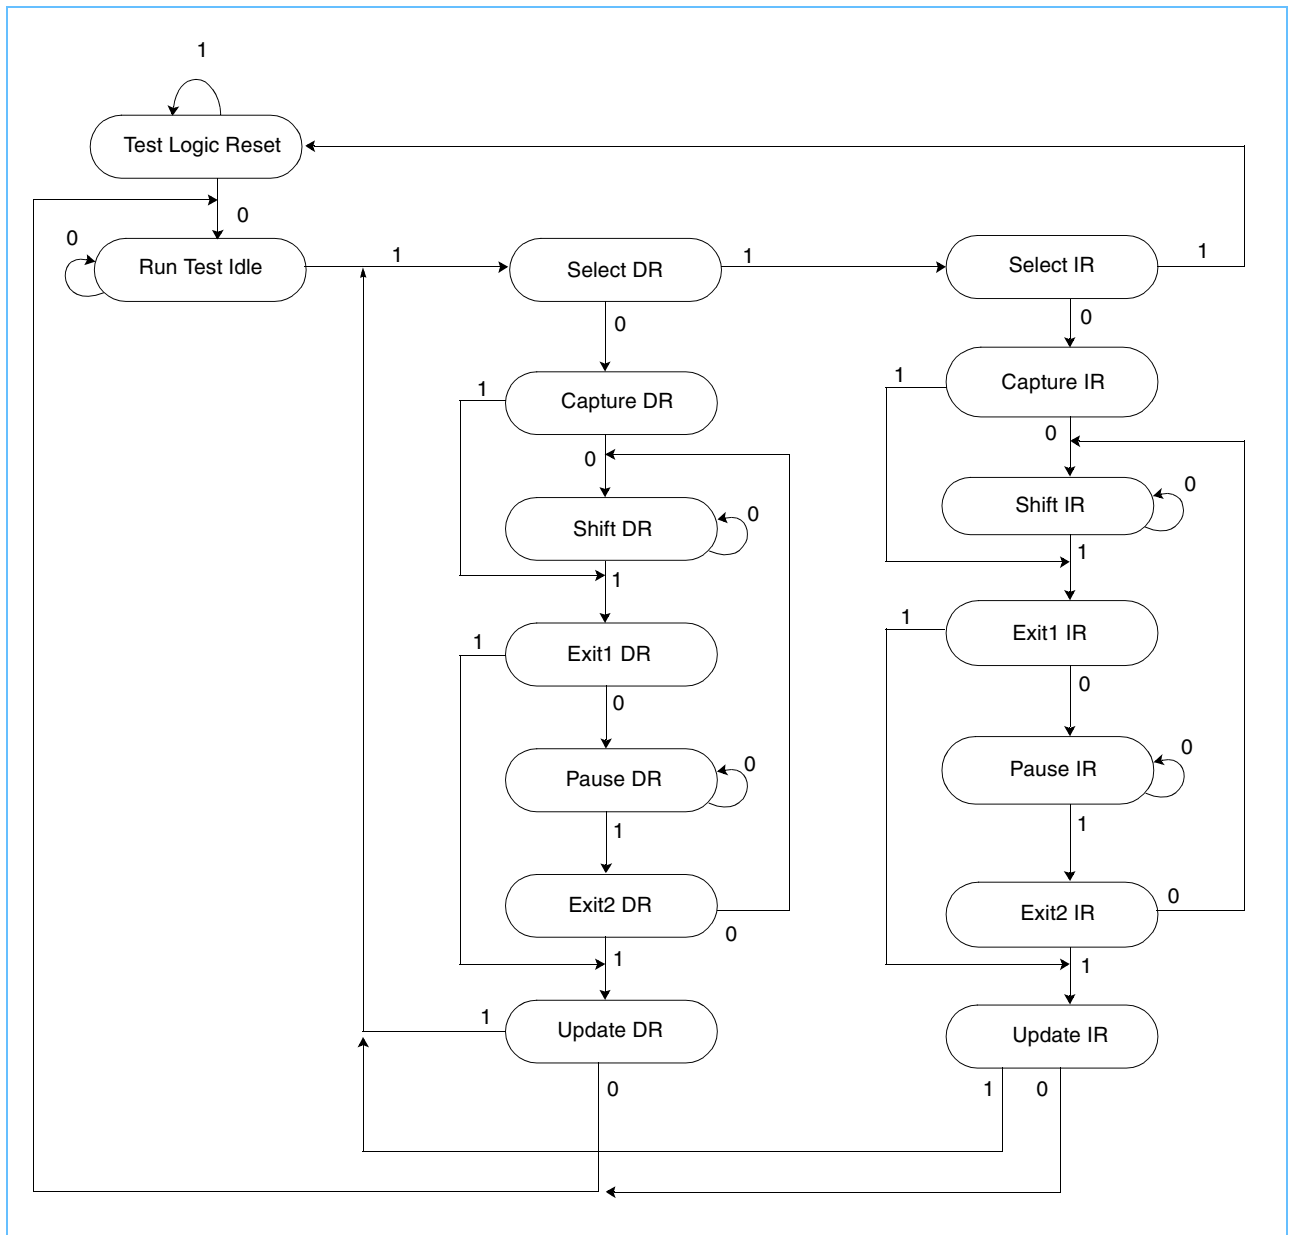 1
Test Logic Reset
0
0
Run Test Idle
1
Select DR
1
Select IR
1
0
0
1
Capture DR
1
Capture IR
0
0
Shift DR
0
Shift IR
0
1
1
1
Exit1 DR
1
Exit1 IR
0
0
Pause DR
0
Pause IR
0
1
1
Exit2 DR
0
Exit2 IR
0
1
1
1
Update DR
Update IR
0
1
0